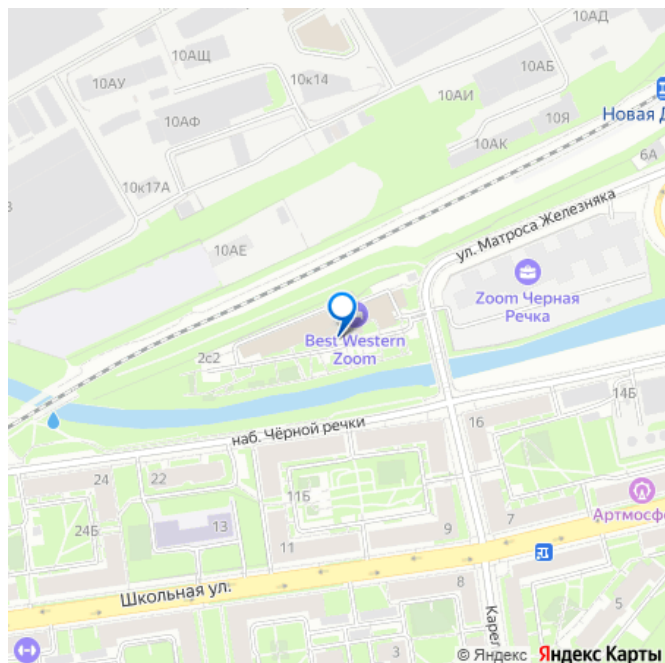 10АД
10АЩ
10к14
10АУ
10АБ
10АИ
10АФ
10Я
Новая Д
10АК
6А
10к17А
ул. Матроса Железняка
10АЕ
Zoom Черная
Речка
Best Western
Zoom
2с2
14Б
наб. Чёрной речки
16
24
22
11Б
Артмосф
13
7
24Б
9
11
Школьная ул.
8
5
Карел
3
© Яндекс Яндекс Карты